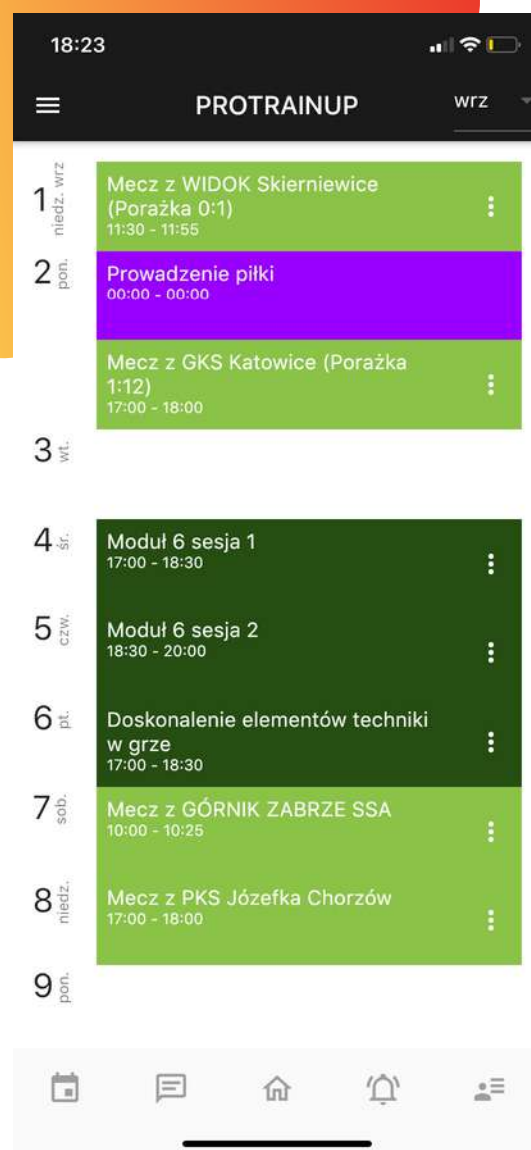 18:23
PROTRAINUP
wrz
1
niedz. wrz
Mecz z WIDOK Skierniewice
(Porażka 0:1)
11:30 - 11:55
2
pon.
Prowadzenie piłki
00:00 - 00:00
Mecz z GKS Katowice (Porażka
1:12)
17:00 - 18:00
3
wt.
4
śr.
Moduł 6 sesja 1
17:00 - 18:30
5
czw.
Moduł 6 sesja 2
18:30 - 20:00
6
pt.
Doskonalenie elementów techniki
w grze
17:00 - 18:30
7
sob.
Mecz z GÓRNIK ZABRZE SSA
10:00 - 10:25
8
niedz.
Mecz z PKS Józefka Chorzów
17:00 - 18:00
9
pon.